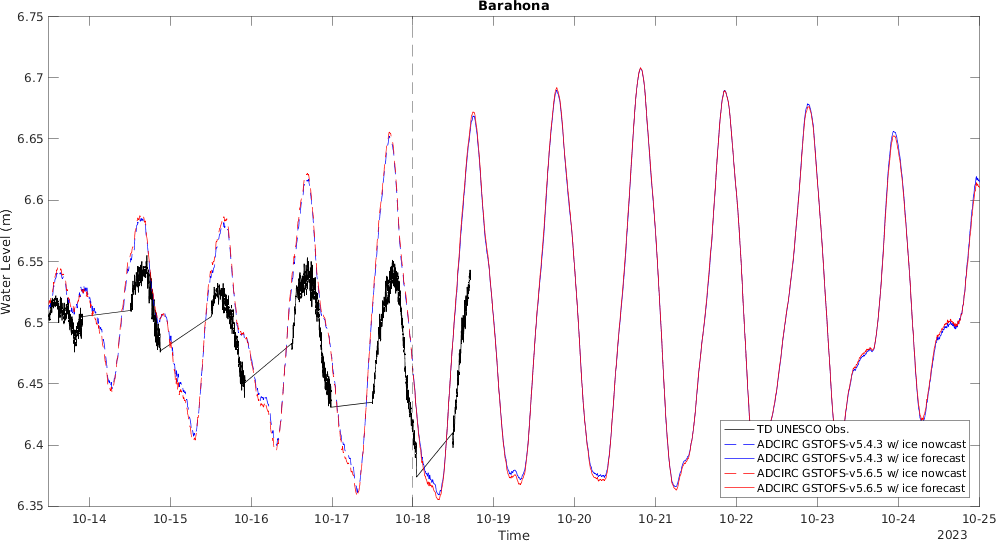 Barahona
6.75
6.7
6.65
6.6
6.55
6.5
6.45
6.4
6.35
Water Level (m)
TD UNESCO Obs.
ADCIRC GSTOFS-v5.4.3 w/ ice nowcast
ADCIRC GSTOFS-v5.4.3 w/ ice forecast
ADCIRC GSTOFS-v5.6.5 w/ ice nowcast
ADCIRC GSTOFS-v5.6.5 w/ ice forecast
10-14 10-15 10-16 10-17 10-18 10-19 10-20 10-21 10-22 10-23 10-24 10-25
Time
2023